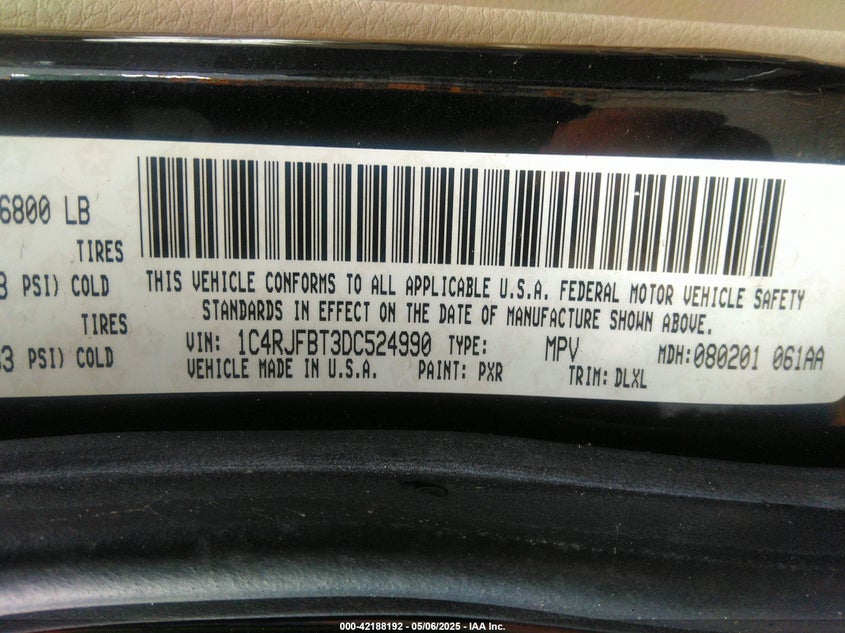 6800 LB
TIRES
PSI) COLD
TIRES
PSI) COLD
THIS VEHICLE CONFORMS TO ALL APPLICABLE U.S.A. FEDERAL MOTOR VEHICLE SAFETY
STANDARDS IN EFFECT ON THE DATE OF MANUFACTURE SHOWN ABOVE.
VIN: 1C4RJFBT3DC524990 TYPE: MPV MDH:080201 061AA
VEHICLE MADE IN U.S.A. PAINT: PXR TRIM: DLXL
000-42188192 - 05/06/2025 - IAA Inc.